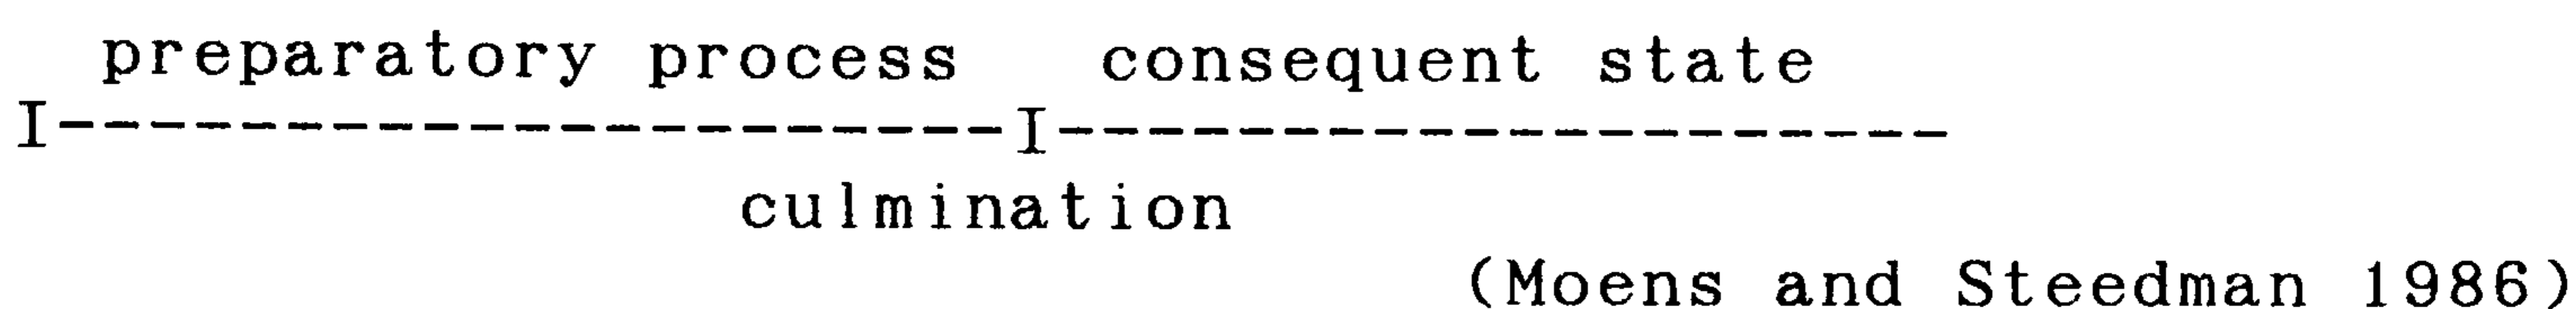 preparatory process consequent state
I---------------------I--------------------
culmination
(Moens and Steedman 1986)